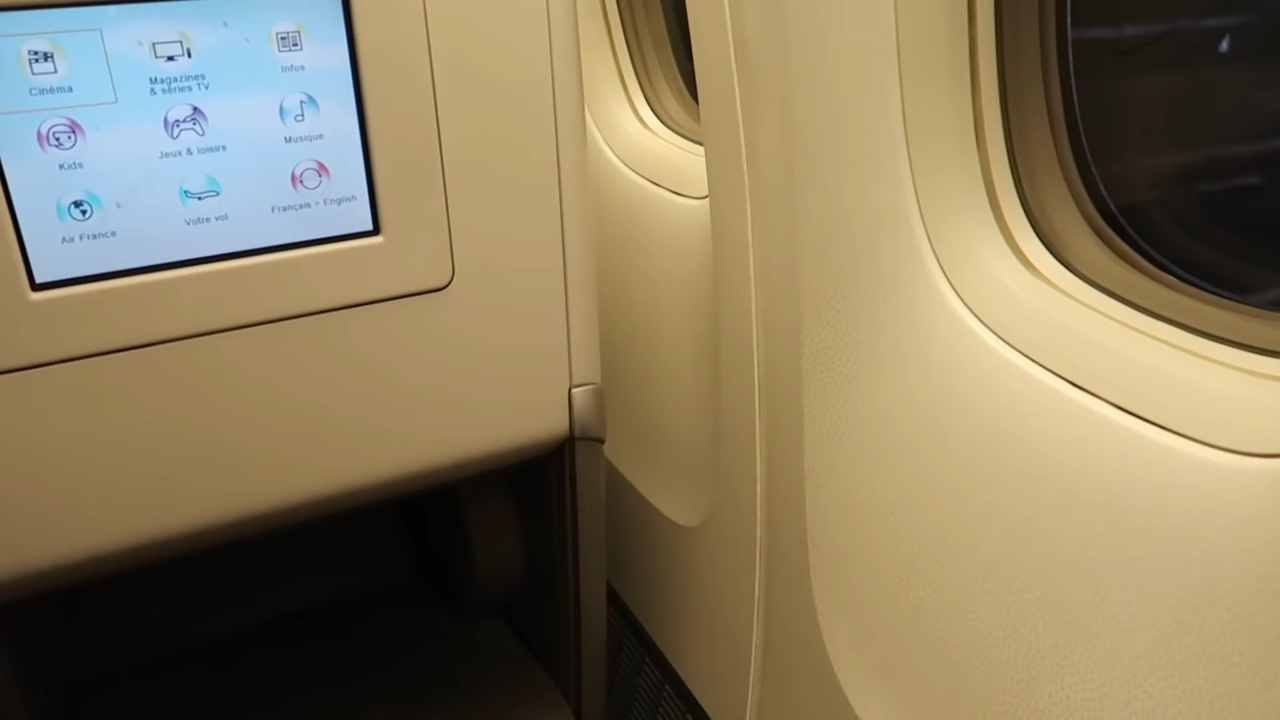 Cinéma
Magazines
& séries TV
Infos
Kids
Jeux & loisirs
Musique
Air France
Votre vol
Français > English